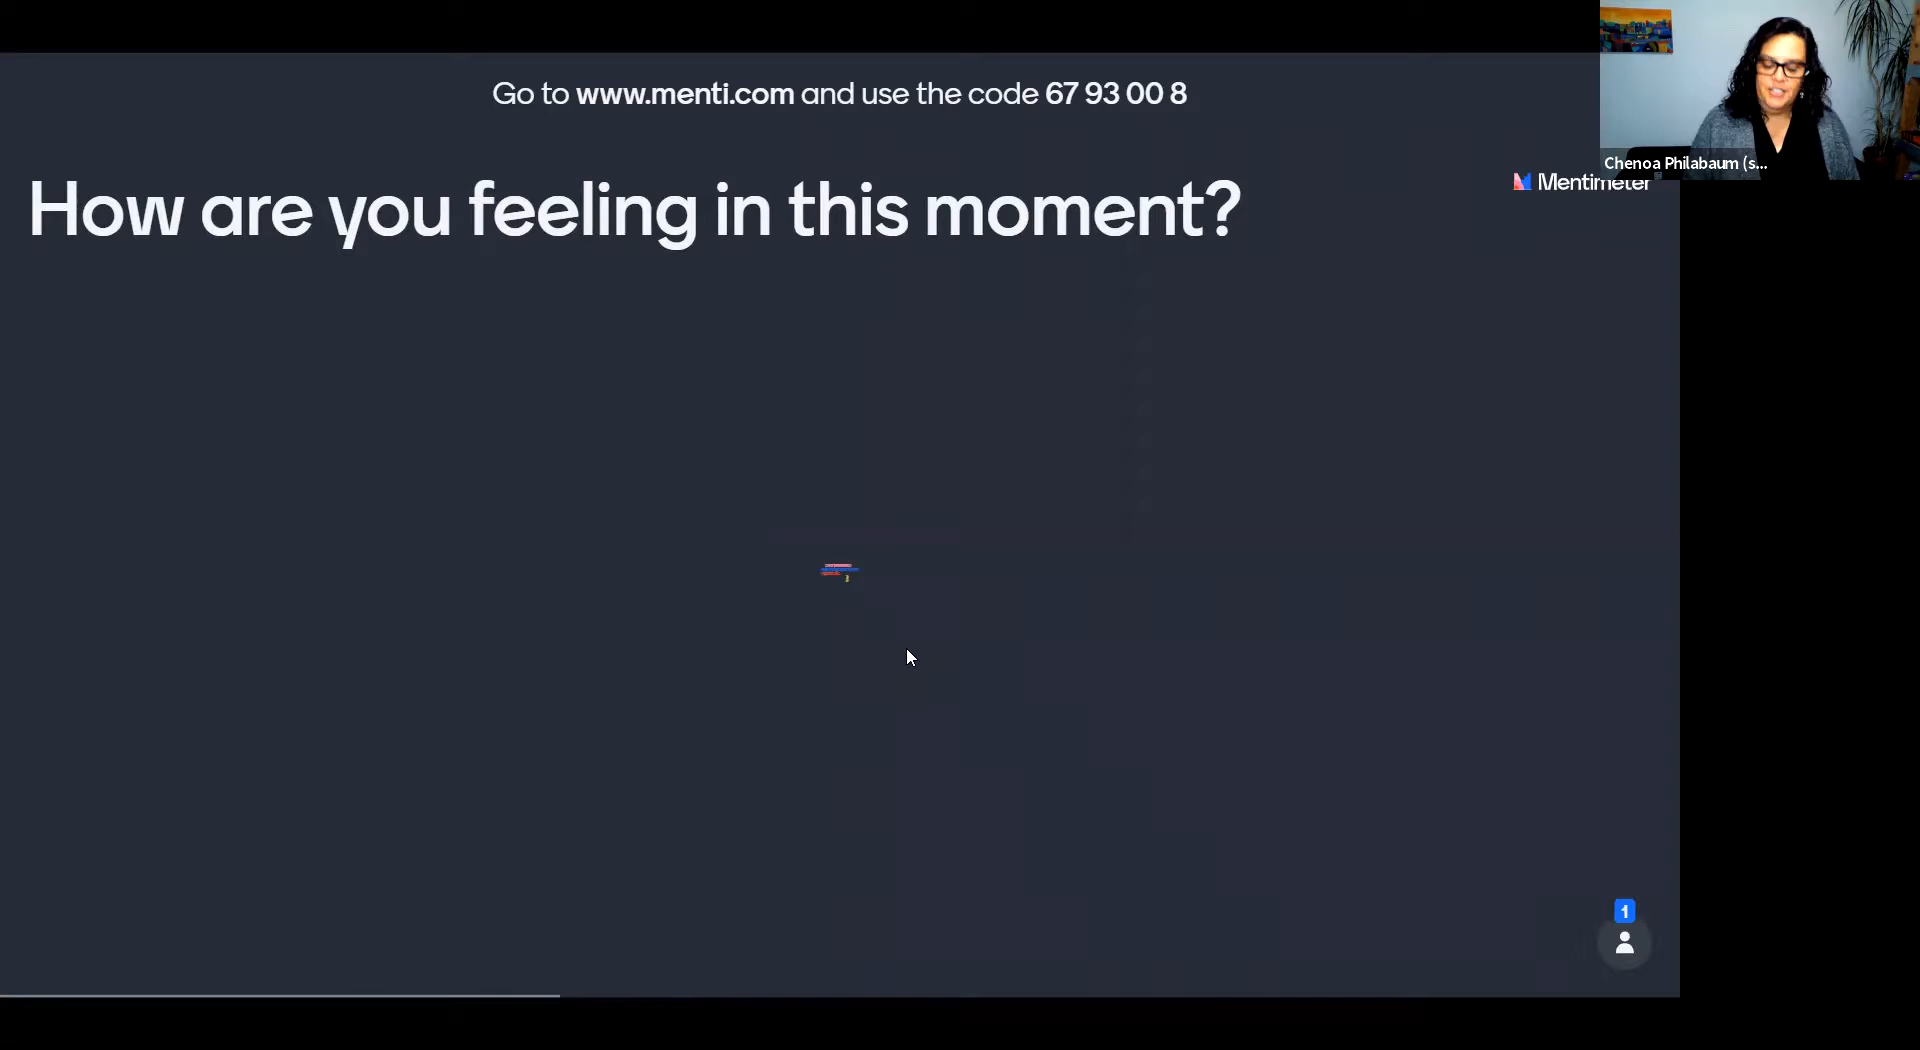 Go to www.menti.com and use the code 67 93 00 8
Chenoa Philabaum (s...
Mentimeter
How are you feeling in this moment?
1